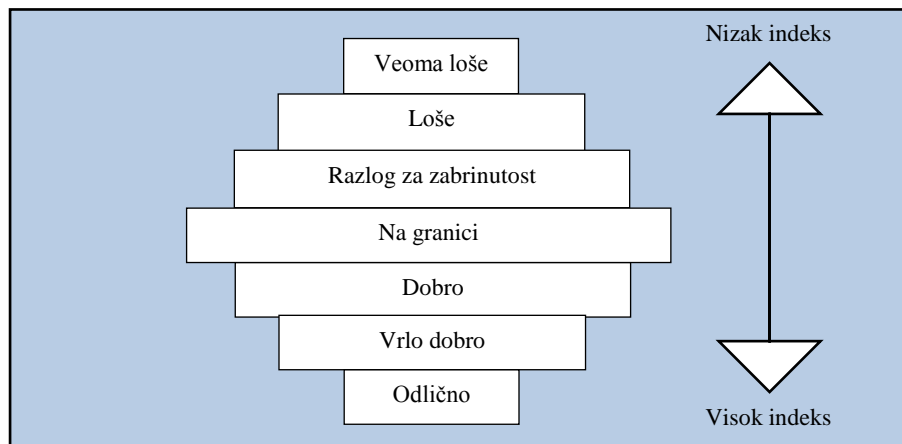 Nizak indeks
Veoma loše
Loše
Razlog za zabrinutost
Na granici
Dobro
Vrlo dobro
Odlično
Visok indeks